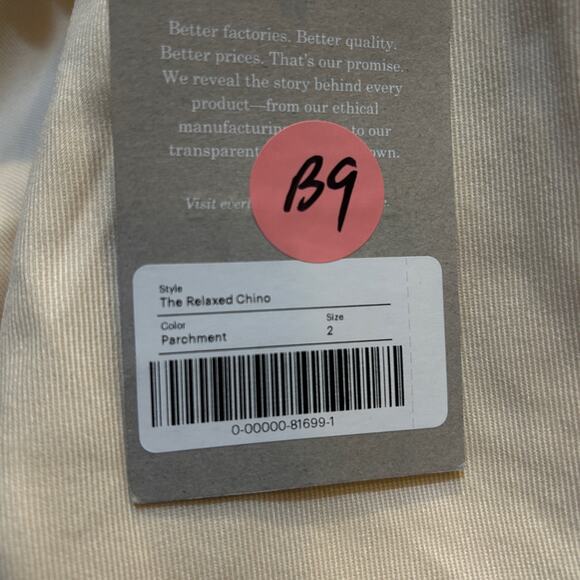 Better factories. Better quality.
Better prices. That's our promise.
We reveal the story behind every
product—from our ethical
to our
Visit
B9
Style
The Relaxed Chino
Color
Parchment
Size
2
0-00000-81699-1